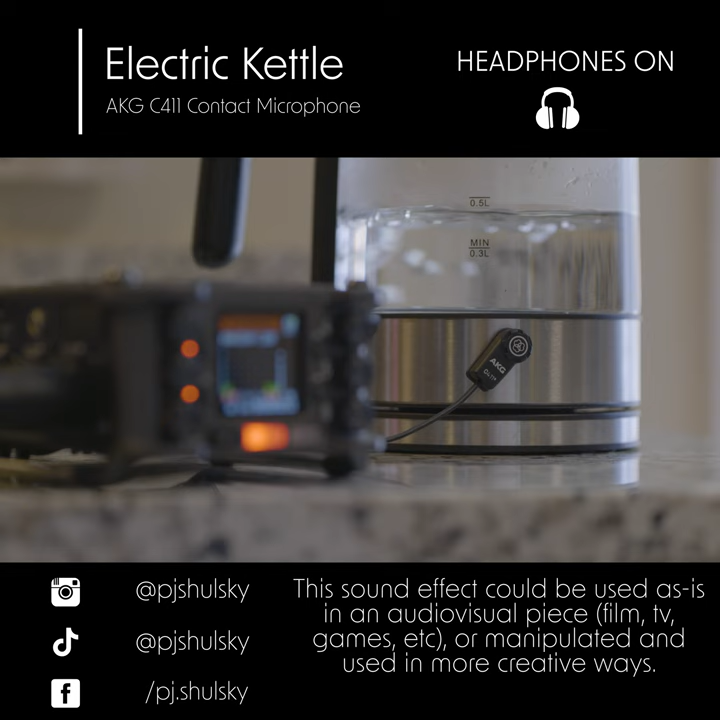 Electric Kettle
AKG C411 Contact Microphone
HEADPHONES ON
0.5L
MIN
0.3L
AKG
@pjshulsky
@pjshulsky
/pj.shulsky
This sound effect could be used as-is
in an audiovisual piece (film, tv,
games, etc), or manipulated and
used in more creative ways.